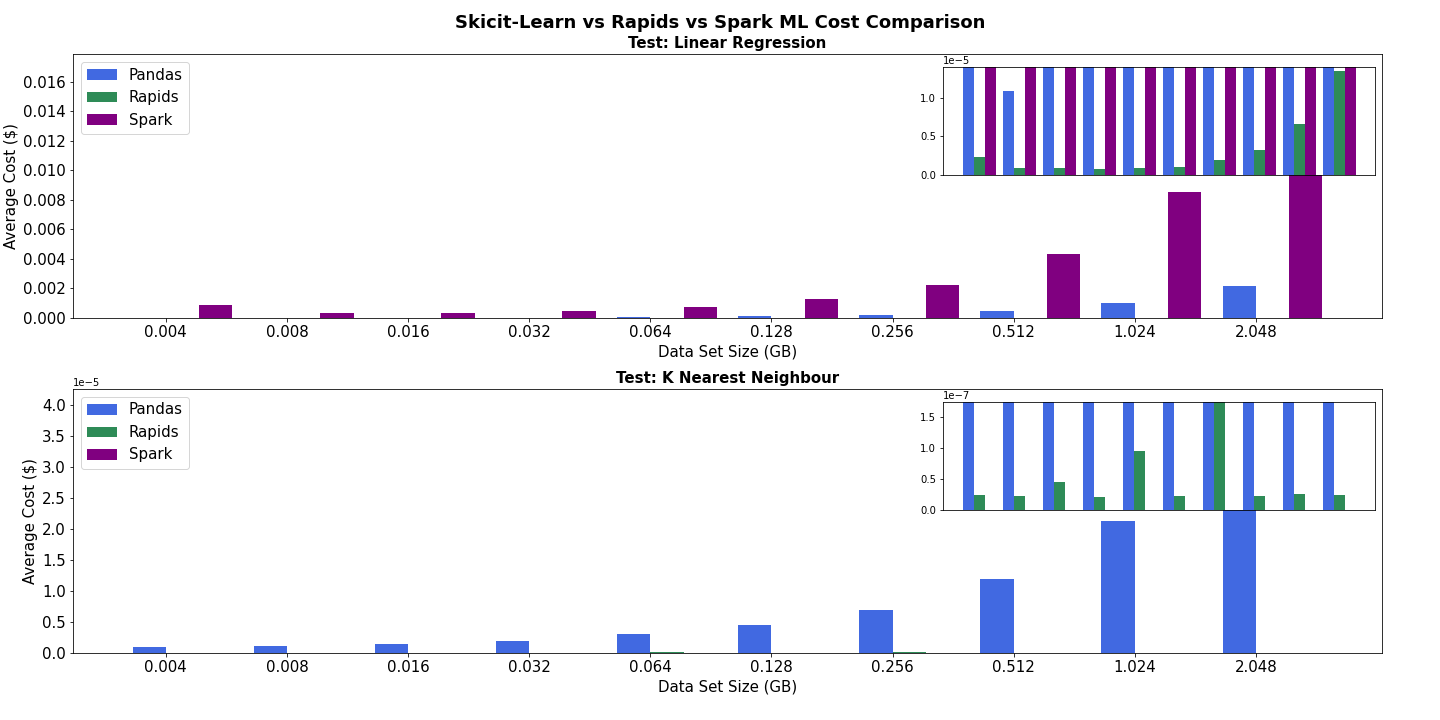 Skicit-Learn vs Rapids vs Spark ML Cost Comparison
Test: Linear Regression
Average Cost ($)
0.016
0.014
0.012
0.010
0.008
0.006
0.004
0.002
0.000
Pandas
Rapids
Spark
1e−5
1.0
0.5
0.0
0.004 0.008 0.016 0.032 0.064 0.128 0.256 0.512 1.024 2.048
Data Set Size (GB)
Test: K Nearest Neighbour
1e−5
Average Cost ($)
4.0
3.5
3.0
2.5
2.0
1.5
1.0
0.5
0.0
Pandas
Rapids
Spark
1e−7
1.5
1.0
0.5
0.0
0.004 0.008 0.016 0.032 0.064 0.128 0.256 0.512 1.024 2.048
Data Set Size (GB)